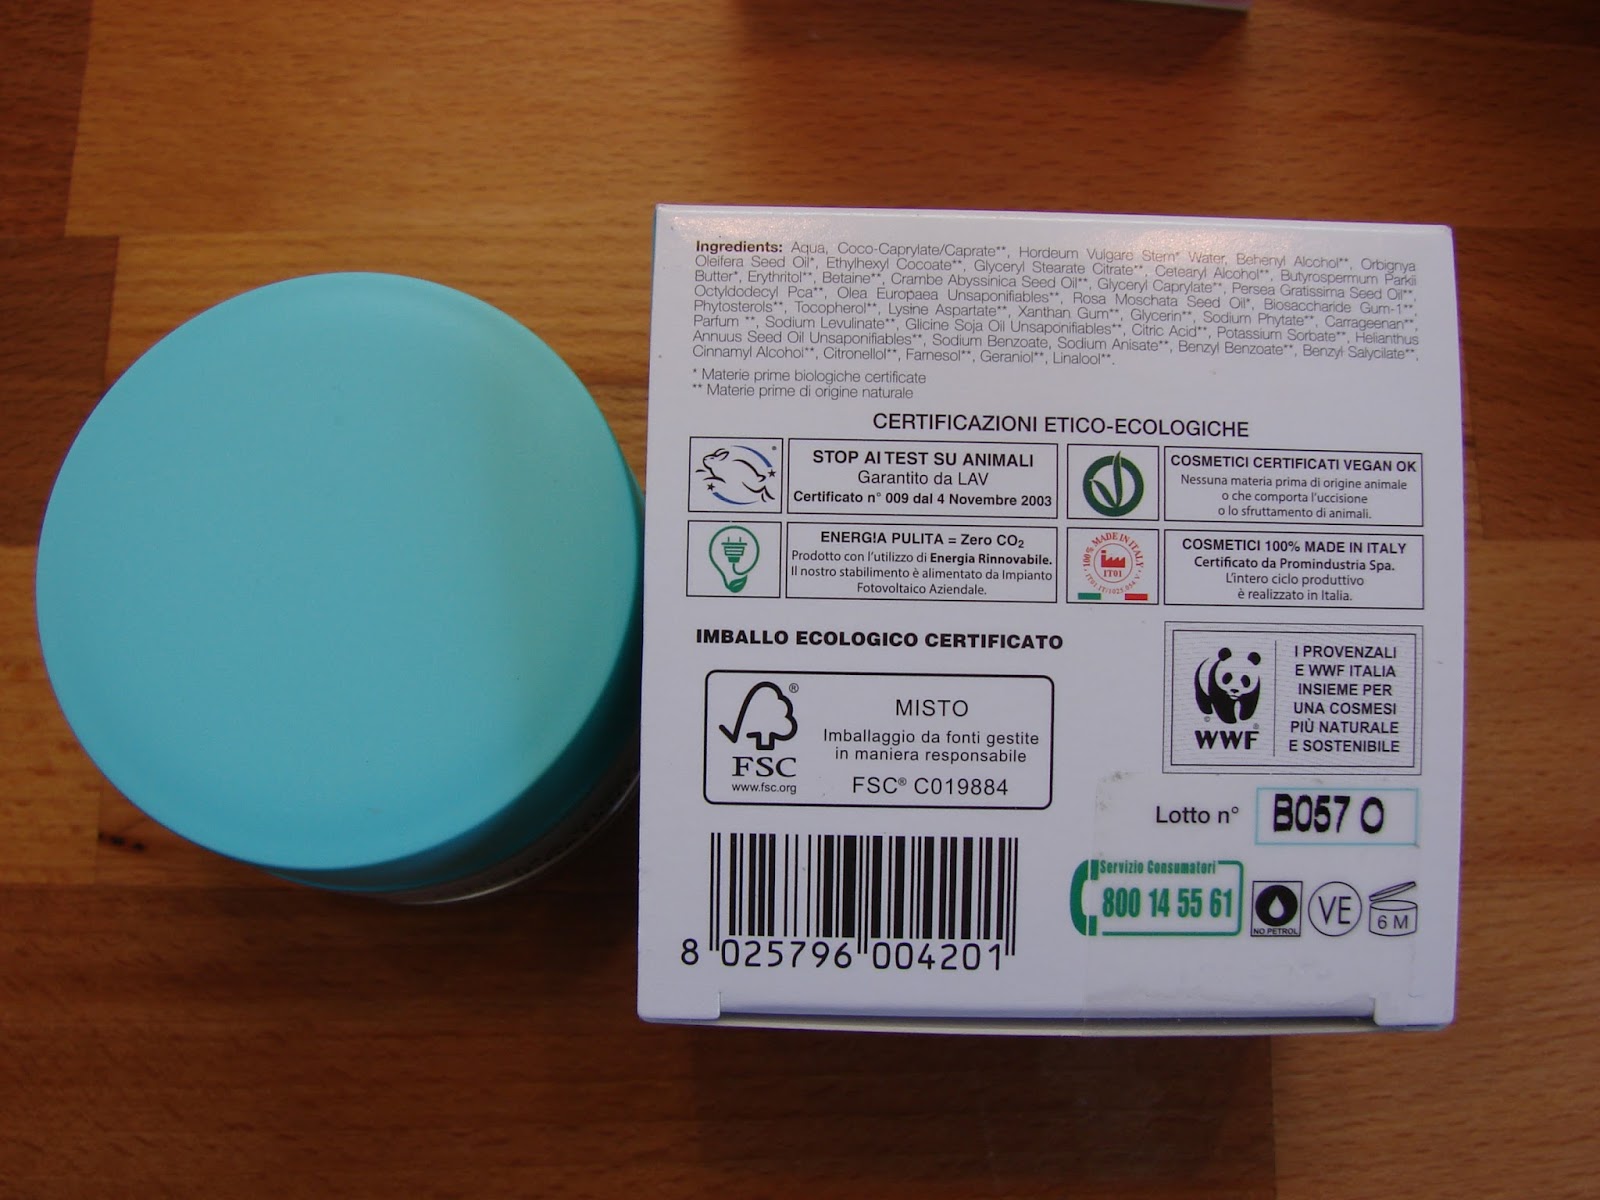 Ingredients: Aqua, Coco-Caprylate/Caprate**, Hordeum Vulgare Stem* Water, Behenyl Alcohol**, Orbignya
Oleifera Seed Oil*, Ethylhexyl Cocoate**, Glyceryl Stearate Citrate**, Cetearyl Alcohol**, Butyrospermum Parkii
Butter*, Erythritol**, Betaine**, Crambe Abyssinica Seed Oil**, Glyceryl Caprylate**, Persea Gratissima Seed Oil**,
Octyldodecyl Pca**, Olea Europaea Unsaponifiables**, Rosa Moschata Seed Oil*, Biosaccharide Gum-1**,
Phytosterols**, Tocopherol**, Lysine Aspartate**, Xanthan Gum**, Glycerin**, Sodium Phytate**, Carrageenan**,
Parfum **, Sodium Levulinate**, Glicine Soja Oil Unsaponifiables**, Citric Acid**, Potassium Sorbate**, Helianthus
Annuus Seed Oil Unsaponifiables**, Sodium Benzoate, Sodium Anisate**, Benzyl Benzoate**, Benzyl Salycilate**,
Cinnamyl Alcohol**, Citronellol**, Farnesol**, Geraniol**, Linalool**.
* Materie prime biologiche certificate
** Materie prime di origine naturale
CERTIFICAZIONI ETICO-ECOLOGICHE
STOP AI TEST SU ANIMALI
Garantito da LAV
Certificato n° 009 dal 4 Novembre 2003
COSMETICI CERTIFICATI VEGAN OK
Nessuna materia prima di origine animale
o che comporta l'uccisione
o lo sfruttamento di animali.
ENERGIA PULITA = Zero CO2
Prodotto con l'utilizzo di Energia Rinnovabile.
Il nostro stabilimento è alimentato da Impianto
Fotovoltaico Aziendale.
100% MADE IN ITALY
IT01
COSMETICI 100% MADE IN ITALY
Certificato da Promindustria Spa.
L'intero ciclo produttivo
è realizzato in Italia.
IMBALLO ECOLOGICO CERTIFICATO
®
FSC
www.fsc.org
MISTO
Imballaggio da fonti gestite
in maniera responsabile
FSC® C019884
© ®
WWF
I PROVENZALI
E WWF ITALIA
INSIEME PER
UNA COSMESI
PIÙ NATURALE
E SOSTENIBILE
Lotto n° B057 O
Servizio Consumatori
800 14 55 61
NO PETROL
VE
6 M
8 025796 004201